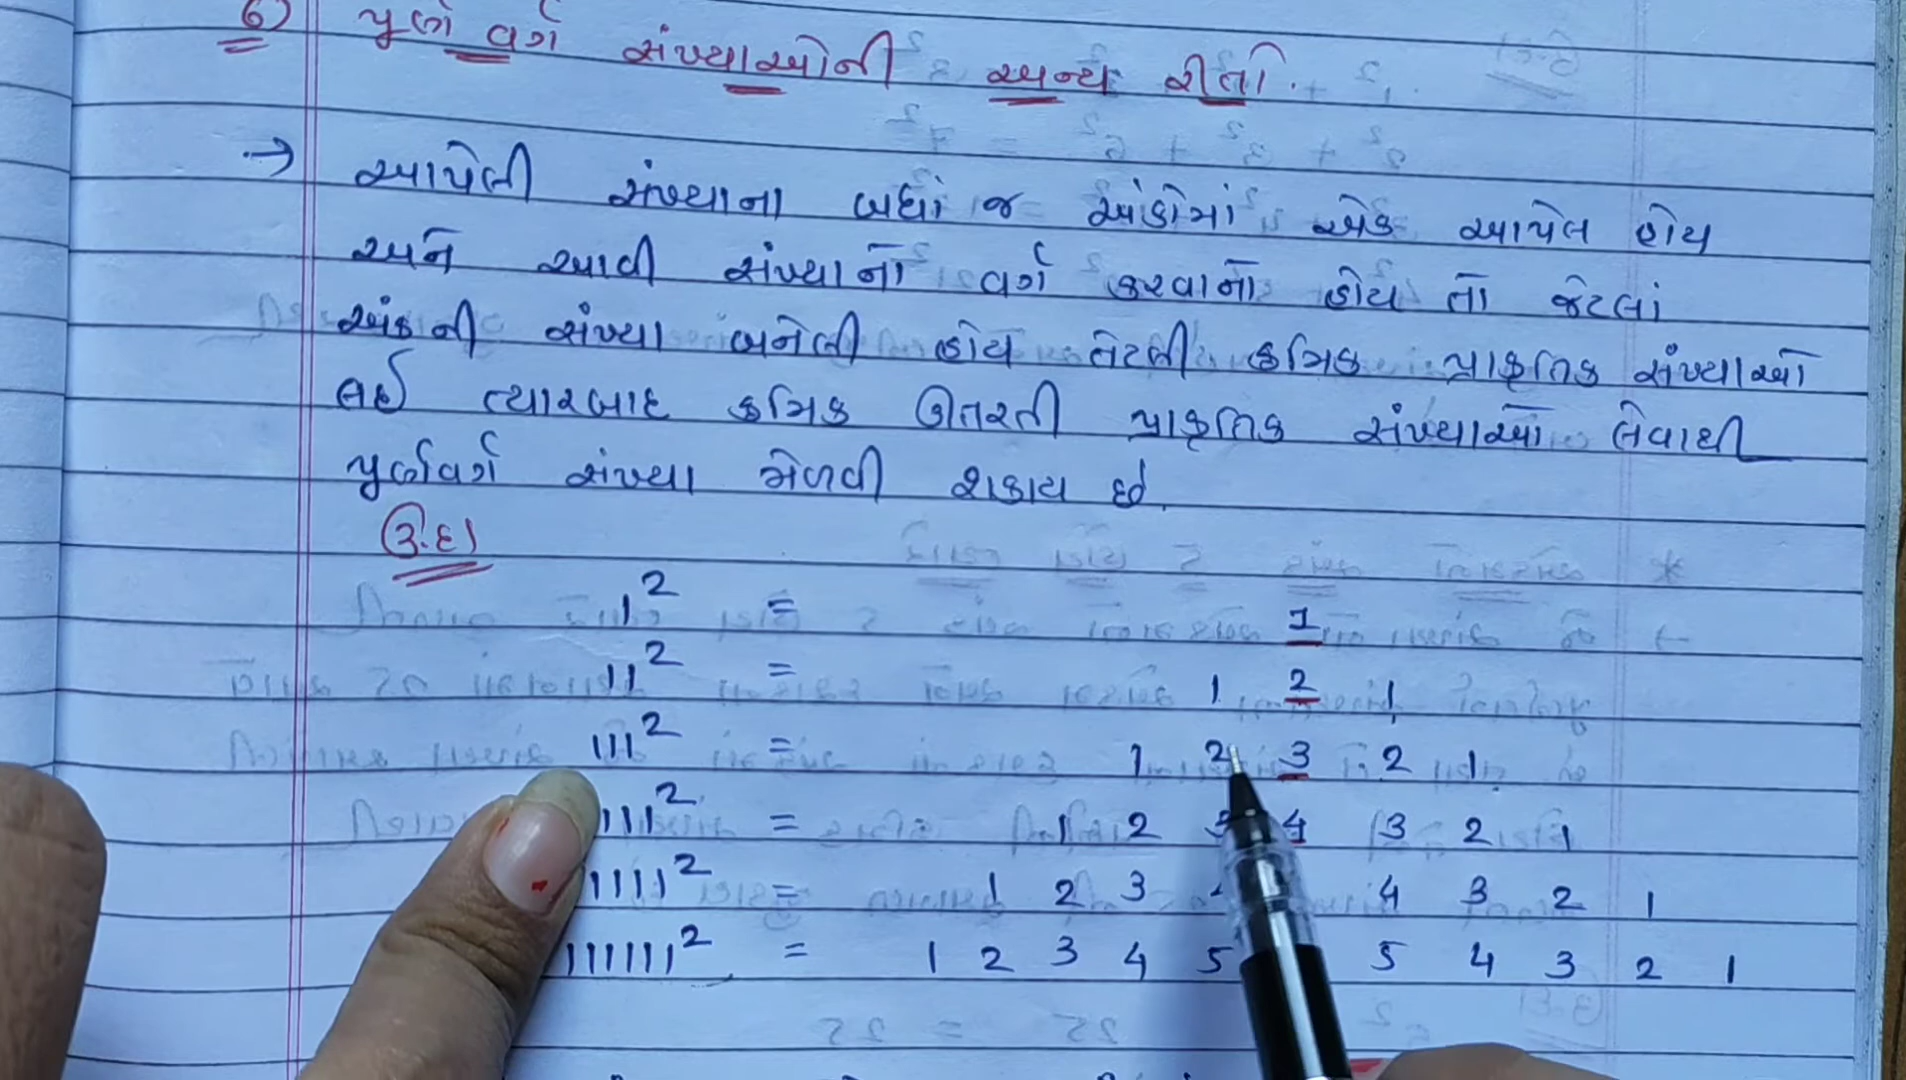 ૭) પૂર્ણ વર્ગ સંખ્યાઓની અન્ય રીતો.
→ આપેલી સંખ્યાના બધાં જ અંકોમાં એક આપેલ હોય
અને આવી સંખ્યાનો વર્ગ કરવાનો હોય તો જેટલાં
અંકની સંખ્યા બનેલી હોય તેટલી ક્રમિક પ્રાકૃતિક સંખ્યાઓ
લઈ ત્યારબાદ ક્રમિક ઊતરતી પ્રાકૃતિક સંખ્યાઓ લેવાથી
પૂર્ણવર્ગ સંખ્યા મેળવી શકાય છે.
ઉ.દા
1² = 1
11² = 1 2 1
111² = 1 2 3 2 1
111² = 1 2 3 4 3 2 1
1111² = 1 2 3 4 3 2 1
111111² = 1 2 3 4 5 5 4 3 2 1